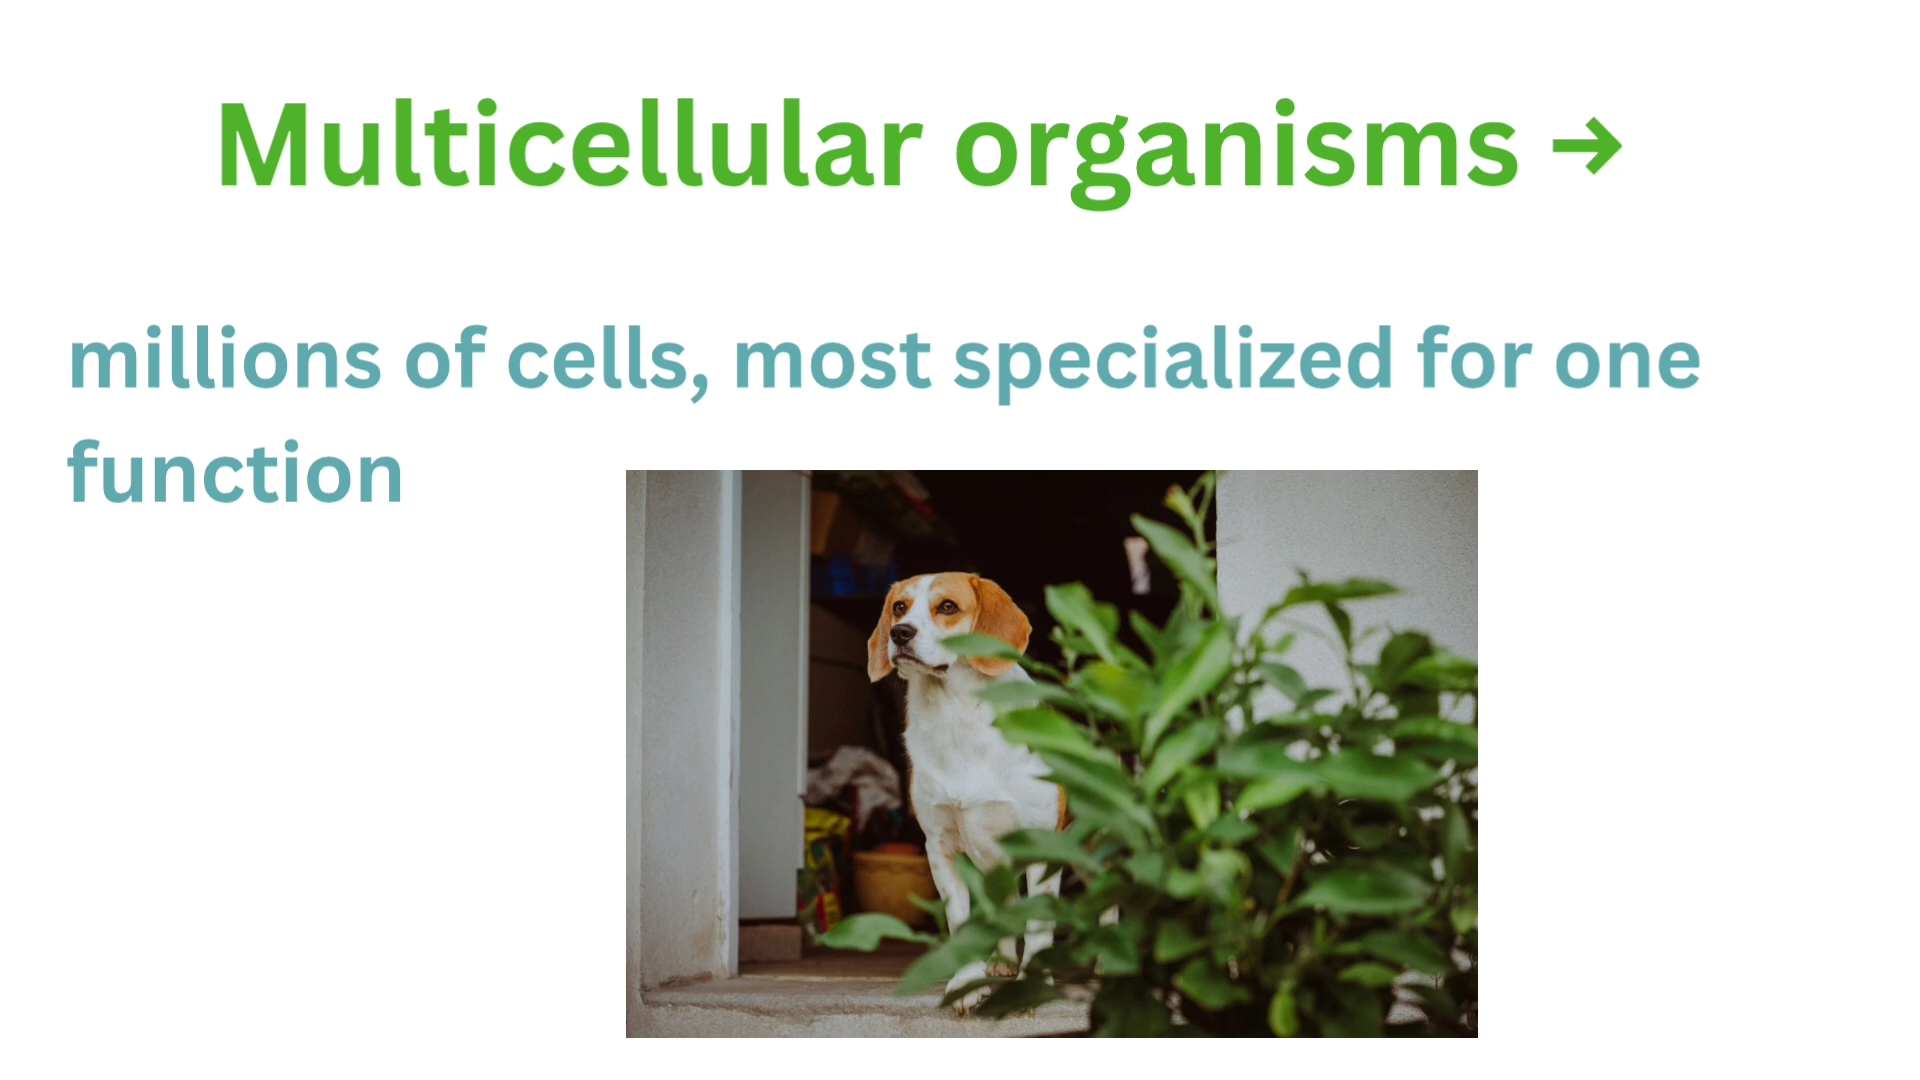 Multicellular organisms →
millions of cells, most specialized for one
function